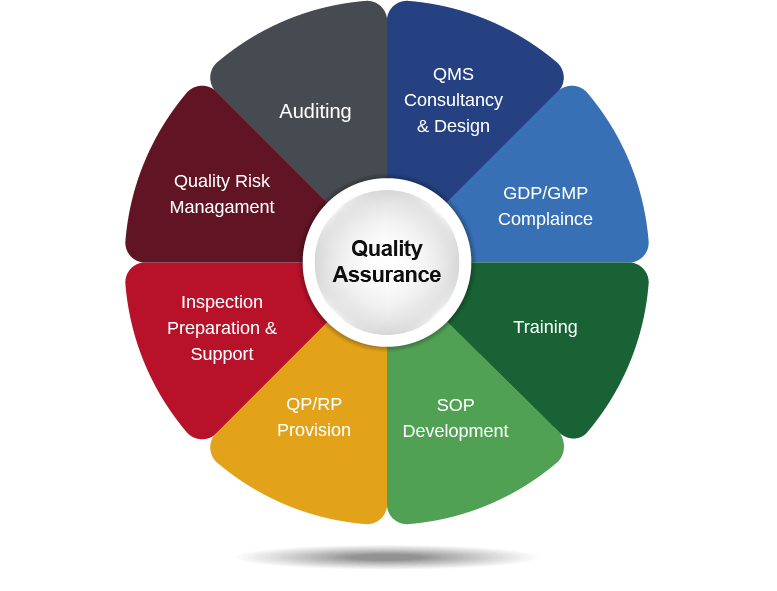 Auditing
QMS
Consultancy
& Design
Quality Risk
Managament
GDP/GMP
Complaince
Quality
Assurance
Inspection
Preparation &
Support
Training
QP/RP
Provision
SOP
Development